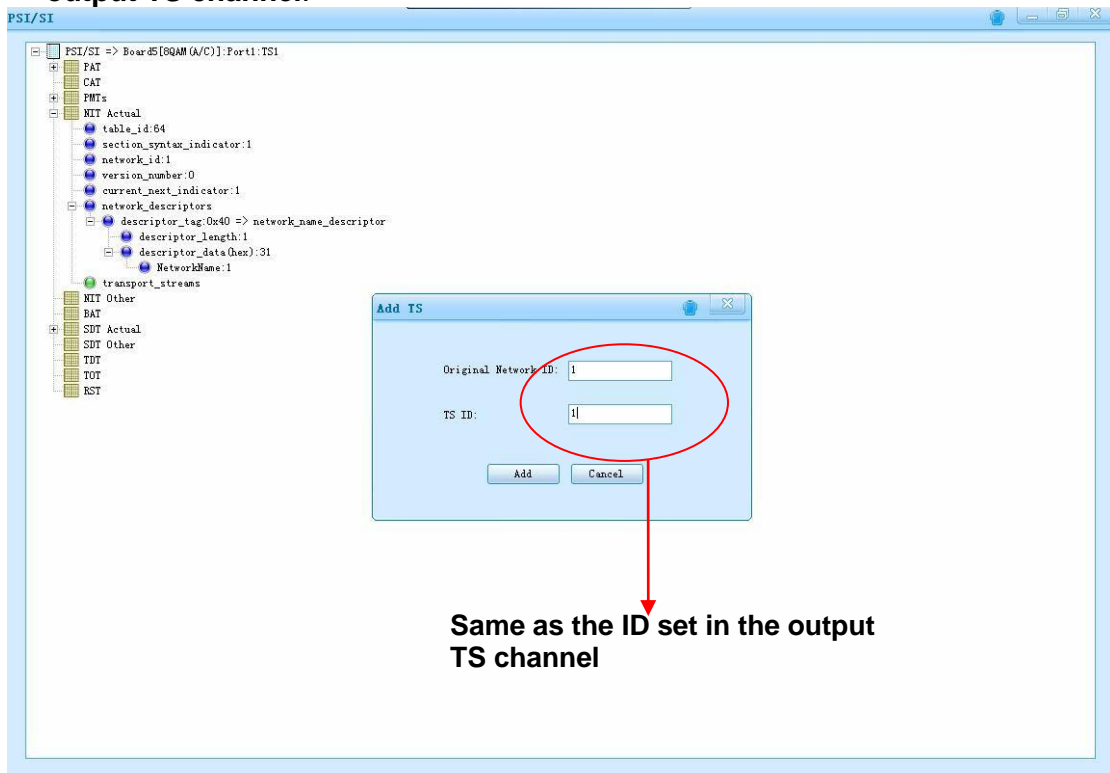 output TS channel.
PSI/SI
PSI/SI => Board5[8QAM(A/C)]:Port1:TS1
PAT
CAT
PMTs
NIT Actual
table_id:64
section_syntax_indicator:1
network_id:1
version_number:0
current_next_indicator:1
network_descriptors
descriptor_tag:0x40 => network_name_descriptor
descriptor_length:1
descriptor_data(hex):31
NetworkName:1
transport_streams
NIT Other
BAT
SDT Actual
SDT Other
TDT
TOT
RST
Add TS
Original Network ID: 1
TS ID: 1
Add Cancel
Same as the ID set in the output
TS channel